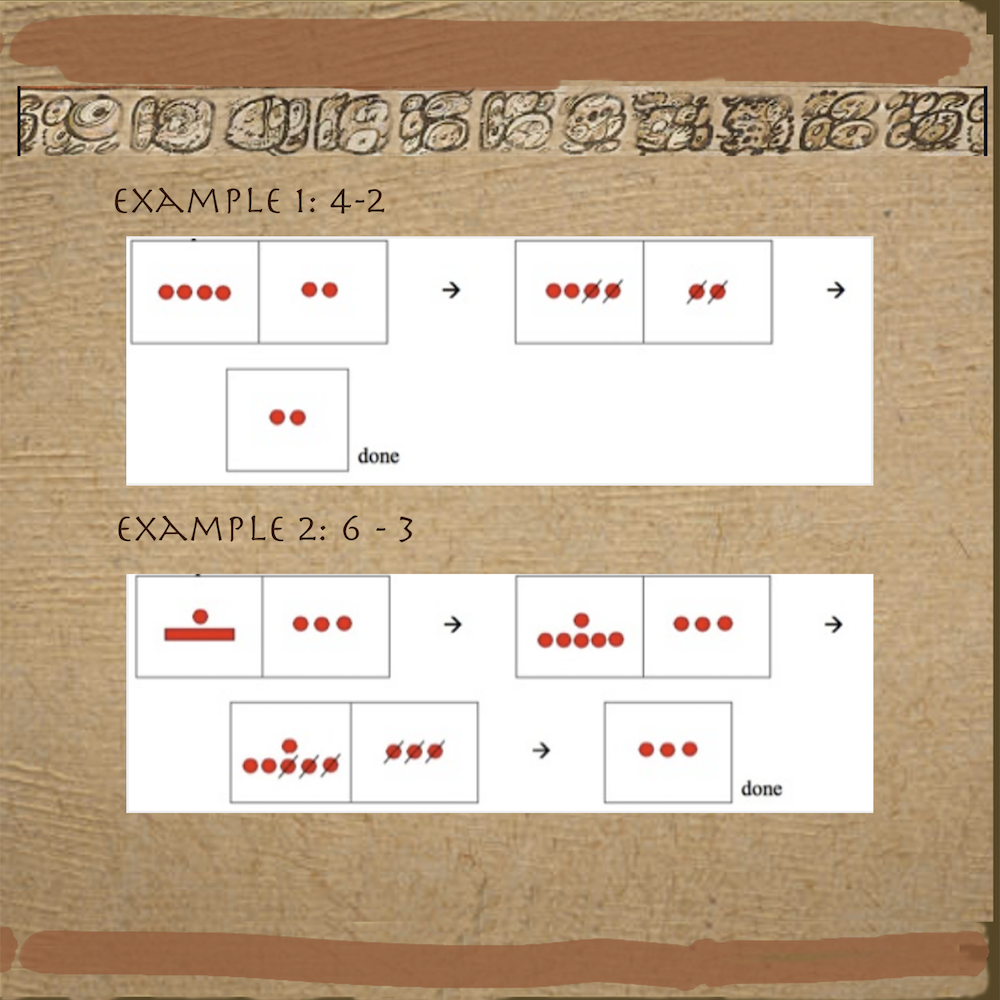 EXAMPLE 1: 4-2
→ →
done
EXAMPLE 2: 6 - 3
→ →
→ done